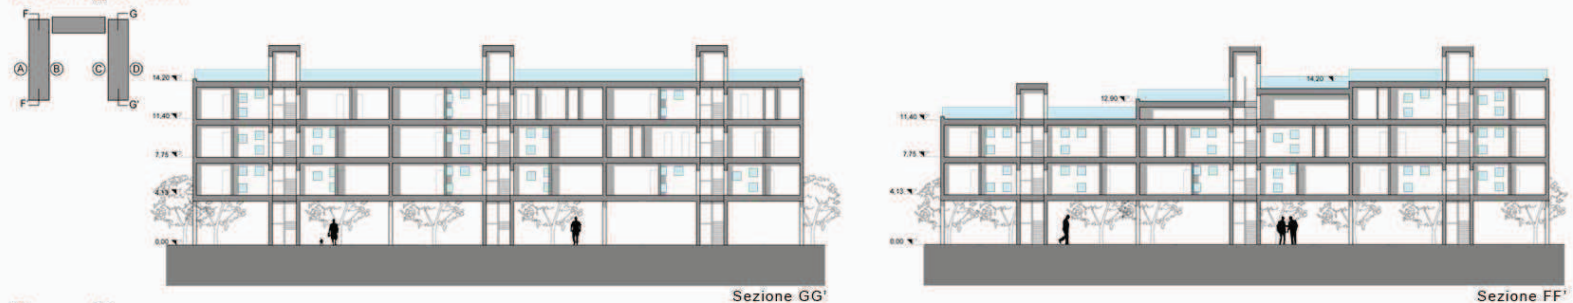 F G
A B C D
F G'
14,20
11,40
7,75
4,13
0,00
Sezione GG'
14,20
12,90
11,40
7,75
4,13
0,00
Sezione FF'